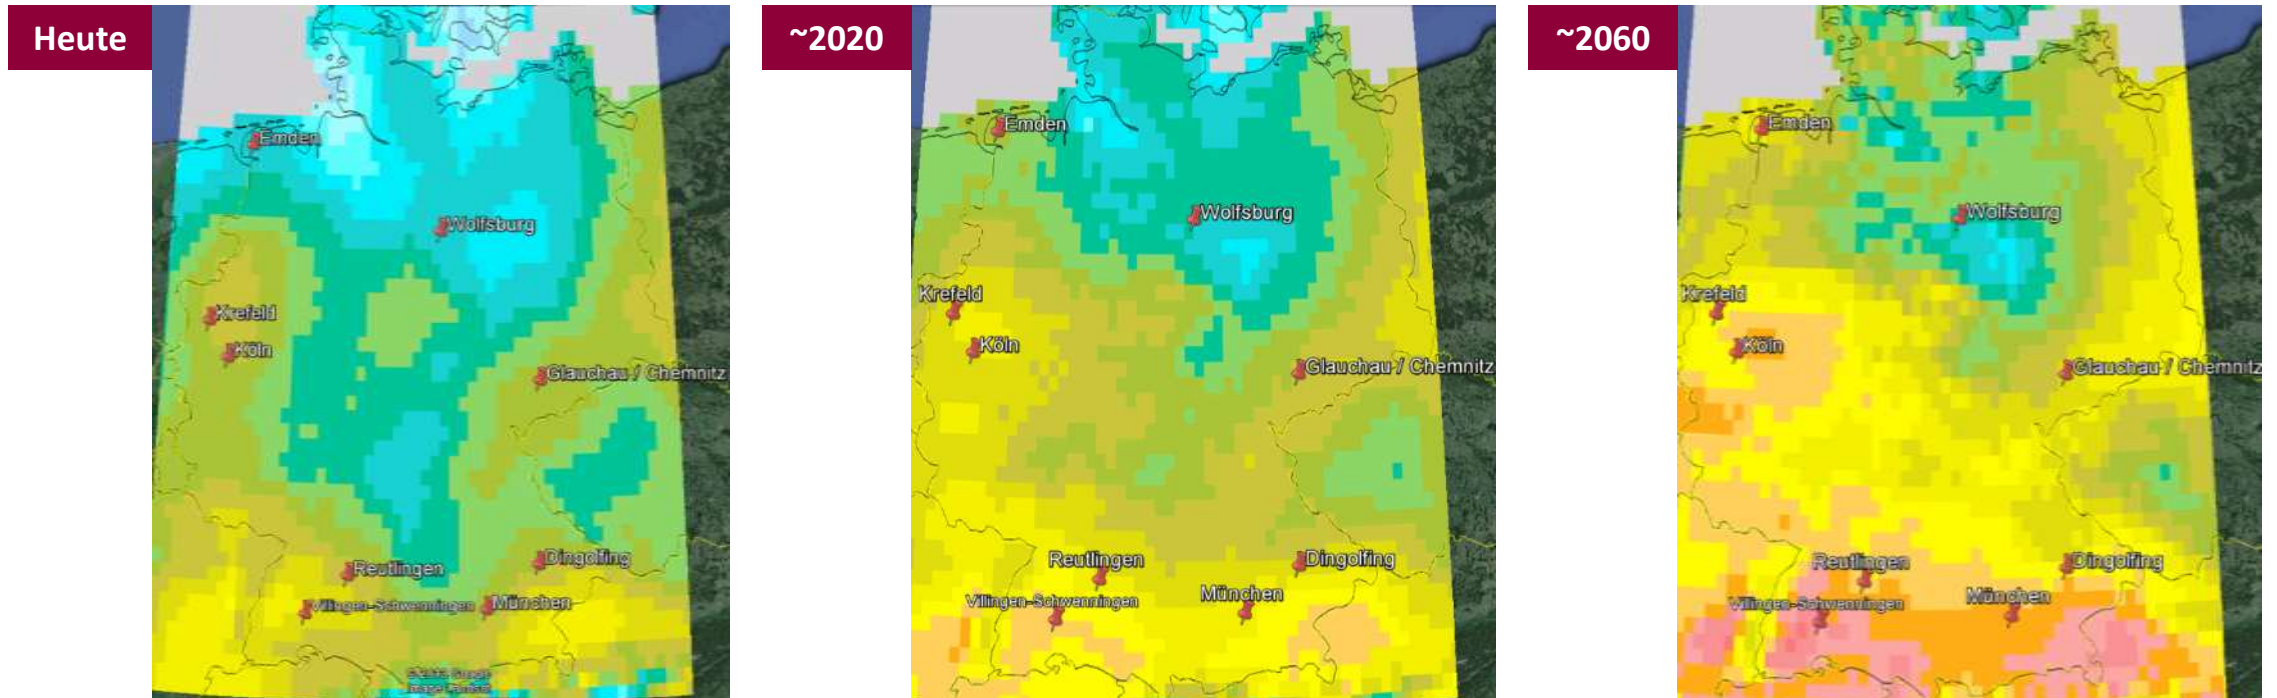 Heute
Emden
Wolfsburg
Krefeld
Köln
Glauchau / Chemnitz
Dingolfing
Reutlingen
Villingen-Schwenningen
München
~2020
Emden
Wolfsburg
Krefeld
Köln
Glauchau / Chemnitz
Reutlingen
Dingolfing
Villingen-Schwenningen
München
~2060
Emden
Wolfsburg
Krefeld
Köln
Glauchau / Chemnitz
Reutlingen
Dingolfing
Villingen-Schwenningen
München